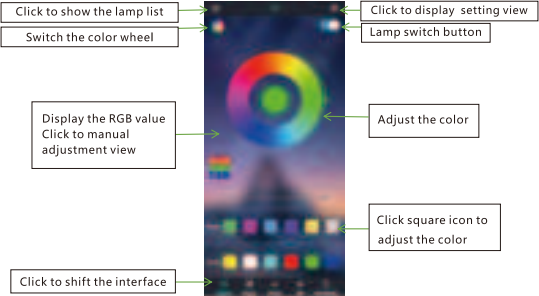 Click to show the lamp list
Click to display setting view
Switch the color wheel
Lamp switch button
Display the RGB value
Click to manual
adjustment view
Adjust the color
Click square icon to
adjust the color
Click to shift the interface